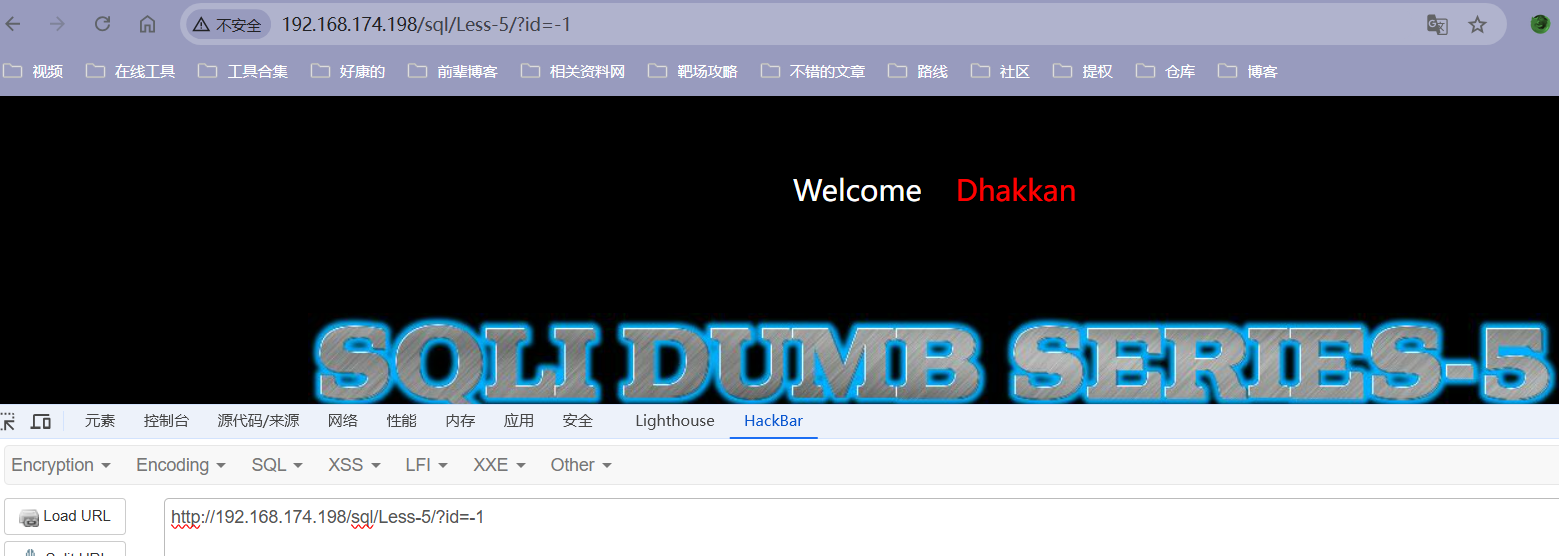 不安全 192.168.174.198/sql/Less-5/?id=-1
视频 在线工具 工具合集 好康的 前辈博客 相关资料网 靶场攻略 不错的文章 路线 社区 提权 仓库 博客
Welcome Dhakkan
SQLI DUMB SERIES-5
元素 控制台 源代码/来源 网络 性能 内存 应用 安全 Lighthouse HackBar
Encryption Encoding SQL XSS LFI XXE Other
Load URL http://192.168.174.198/sql/Less-5/?id=-1
Split URL